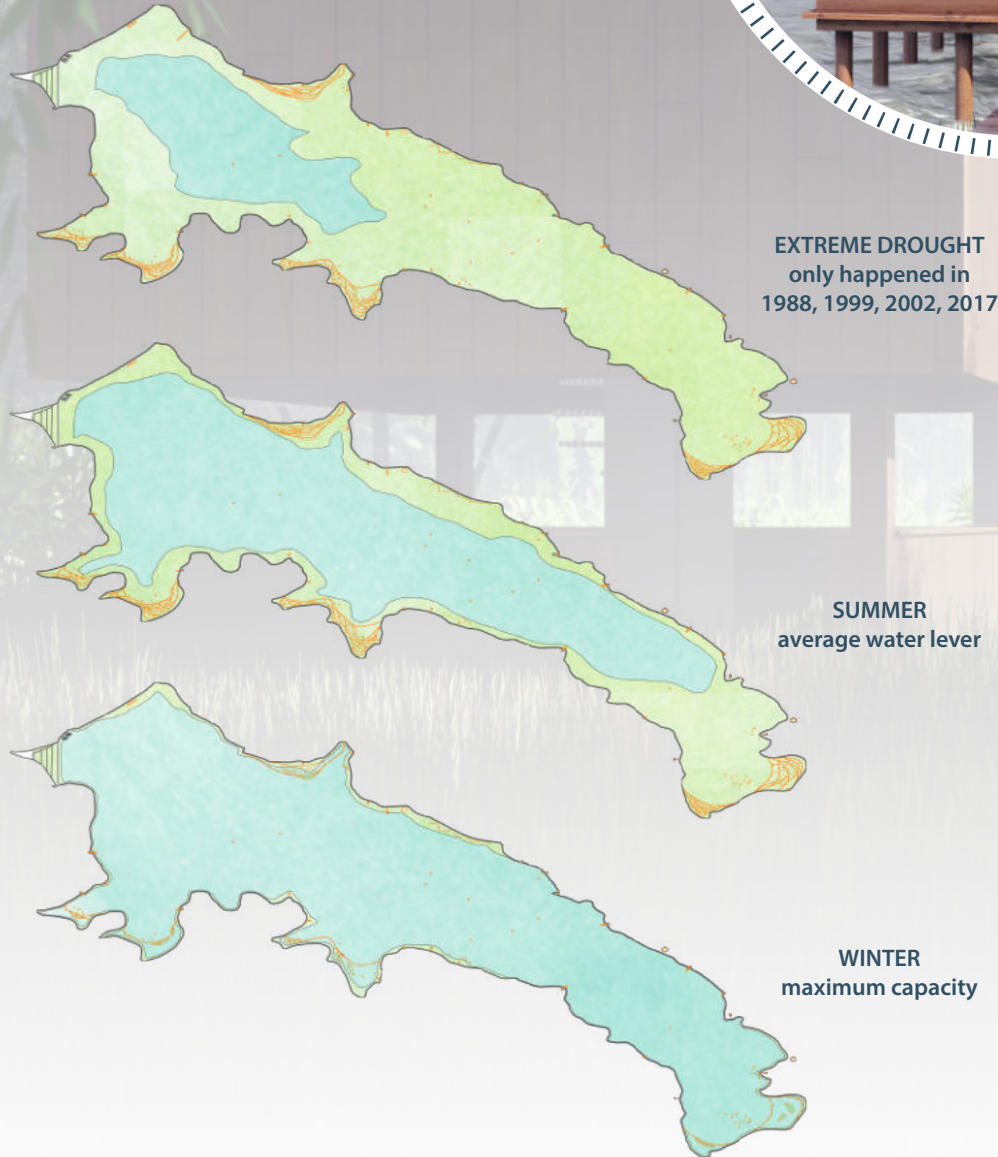 EXTREME DROUGHT
only happened in
1988, 1999, 2002, 2017
SUMMER
average water lever
WINTER
maximum capacity